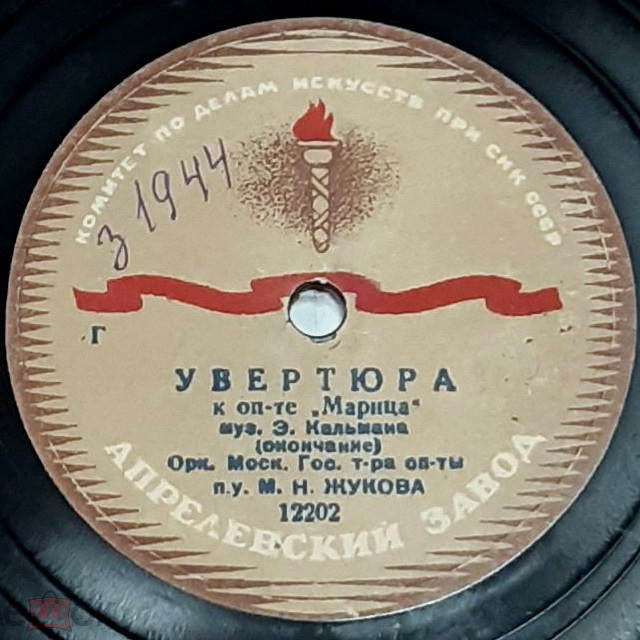 КОМИТЕТ ПО ДЕЛАМ ИСКУССТВ ПРИ СНК СССР
з 1944
Г
УВЕРТЮРА
к оп-те „Марица“
муз. Э. Кальмана
(окончание)
Орк. Моск. Гос. т-ра оп-ты
п.у. М. Н. ЖУКОВА
12202
АПРЕЛЕВСКИЙ ЗАВОД